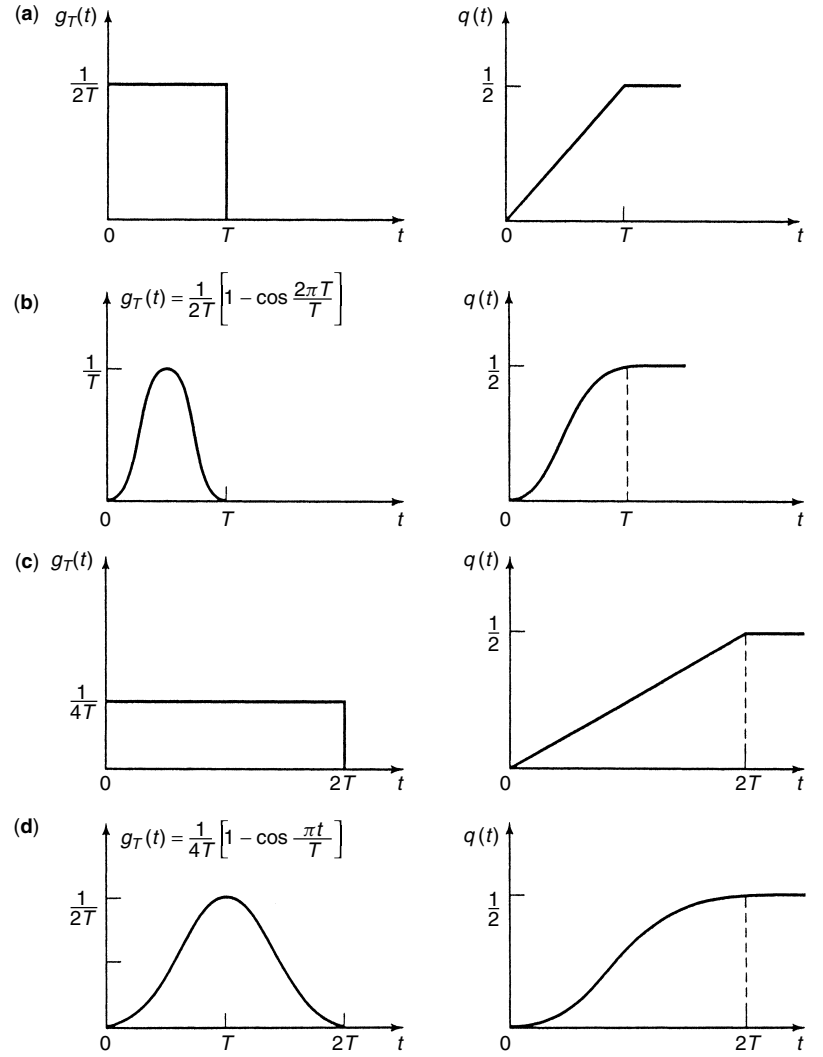 (a) g_T(t) q(t)
1/2T 1/2
0 T t 0 T t
(b) g_T(t) = 1/2T [1 − cos 2πT/T] q(t)
1/T 1/2
0 T t 0 T t
(c) g_T(t) q(t)
1/4T 1/2
0 2T t 0 2T t
(d) g_T(t) = 1/4T [1 − cos πt/T] q(t)
1/2T 1/2
0 T 2T t 0 2T t